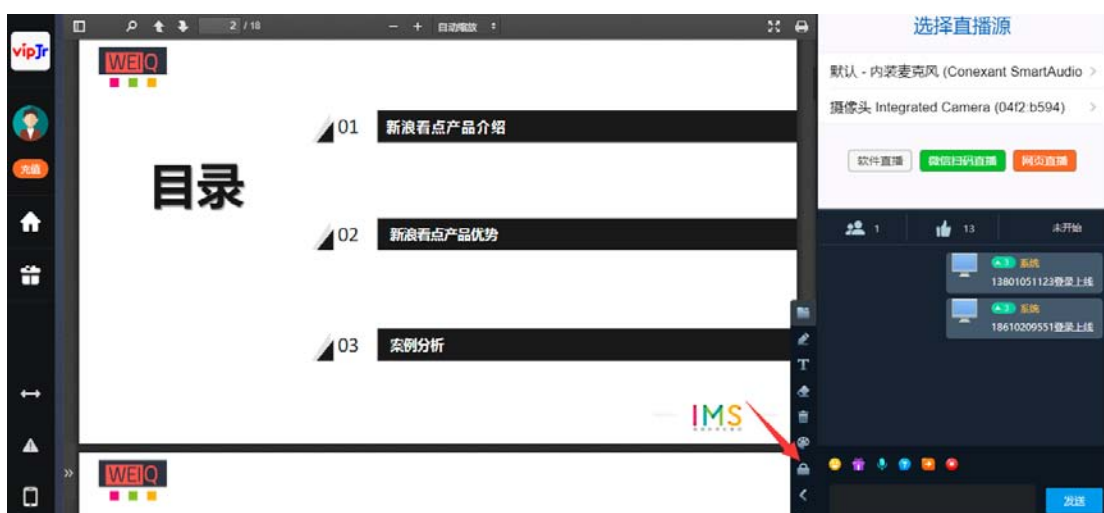 vipJr
充值
2 / 18
自动缩放
WEIQ
目录
01 新浪看点产品介绍
02 新浪看点产品优势
03 案例分析
IMS
WEIQ
T
选择直播源
默认 - 内装麦克风 (Conexant SmartAudio
摄像头 Integrated Camera (04f2:b594)
软件直播 微信扫码直播 网页直播
1 13 未开始
3 系统
13801051123登录上线
3 系统
18610209551登录上线
发送